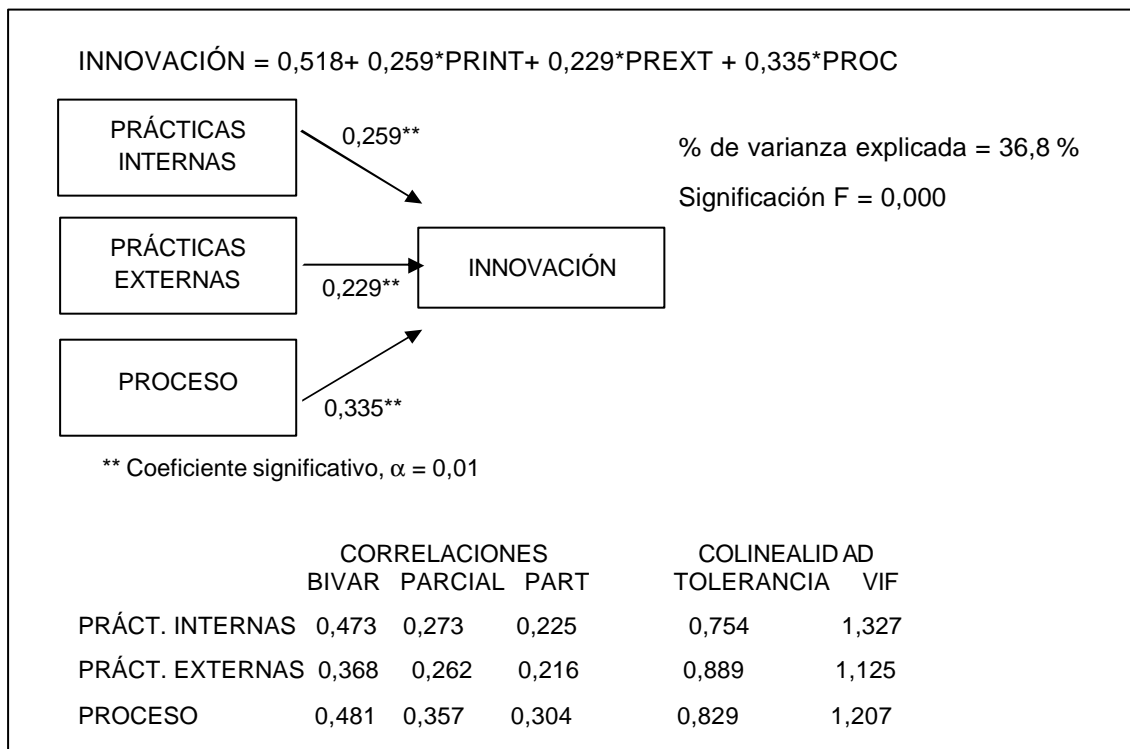 INNOVACIÓN = 0,518+ 0,259*PRINT+ 0,229*PREXT + 0,335*PROC
PRÁCTICAS
INTERNAS
0,259**
% de varianza explicada = 36,8 %
Significación F = 0,000
PRÁCTICAS
EXTERNAS
0,229**
INNOVACIÓN
PROCESO
0,335**
** Coeficiente significativo, α = 0,01
CORRELACIONES COLINEALID AD
BIVAR PARCIAL PART TOLERANCIA VIF
PRÁCT. INTERNAS 0,473 0,273 0,225 0,754 1,327
PRÁCT. EXTERNAS 0,368 0,262 0,216 0,889 1,125
PROCESO 0,481 0,357 0,304 0,829 1,207